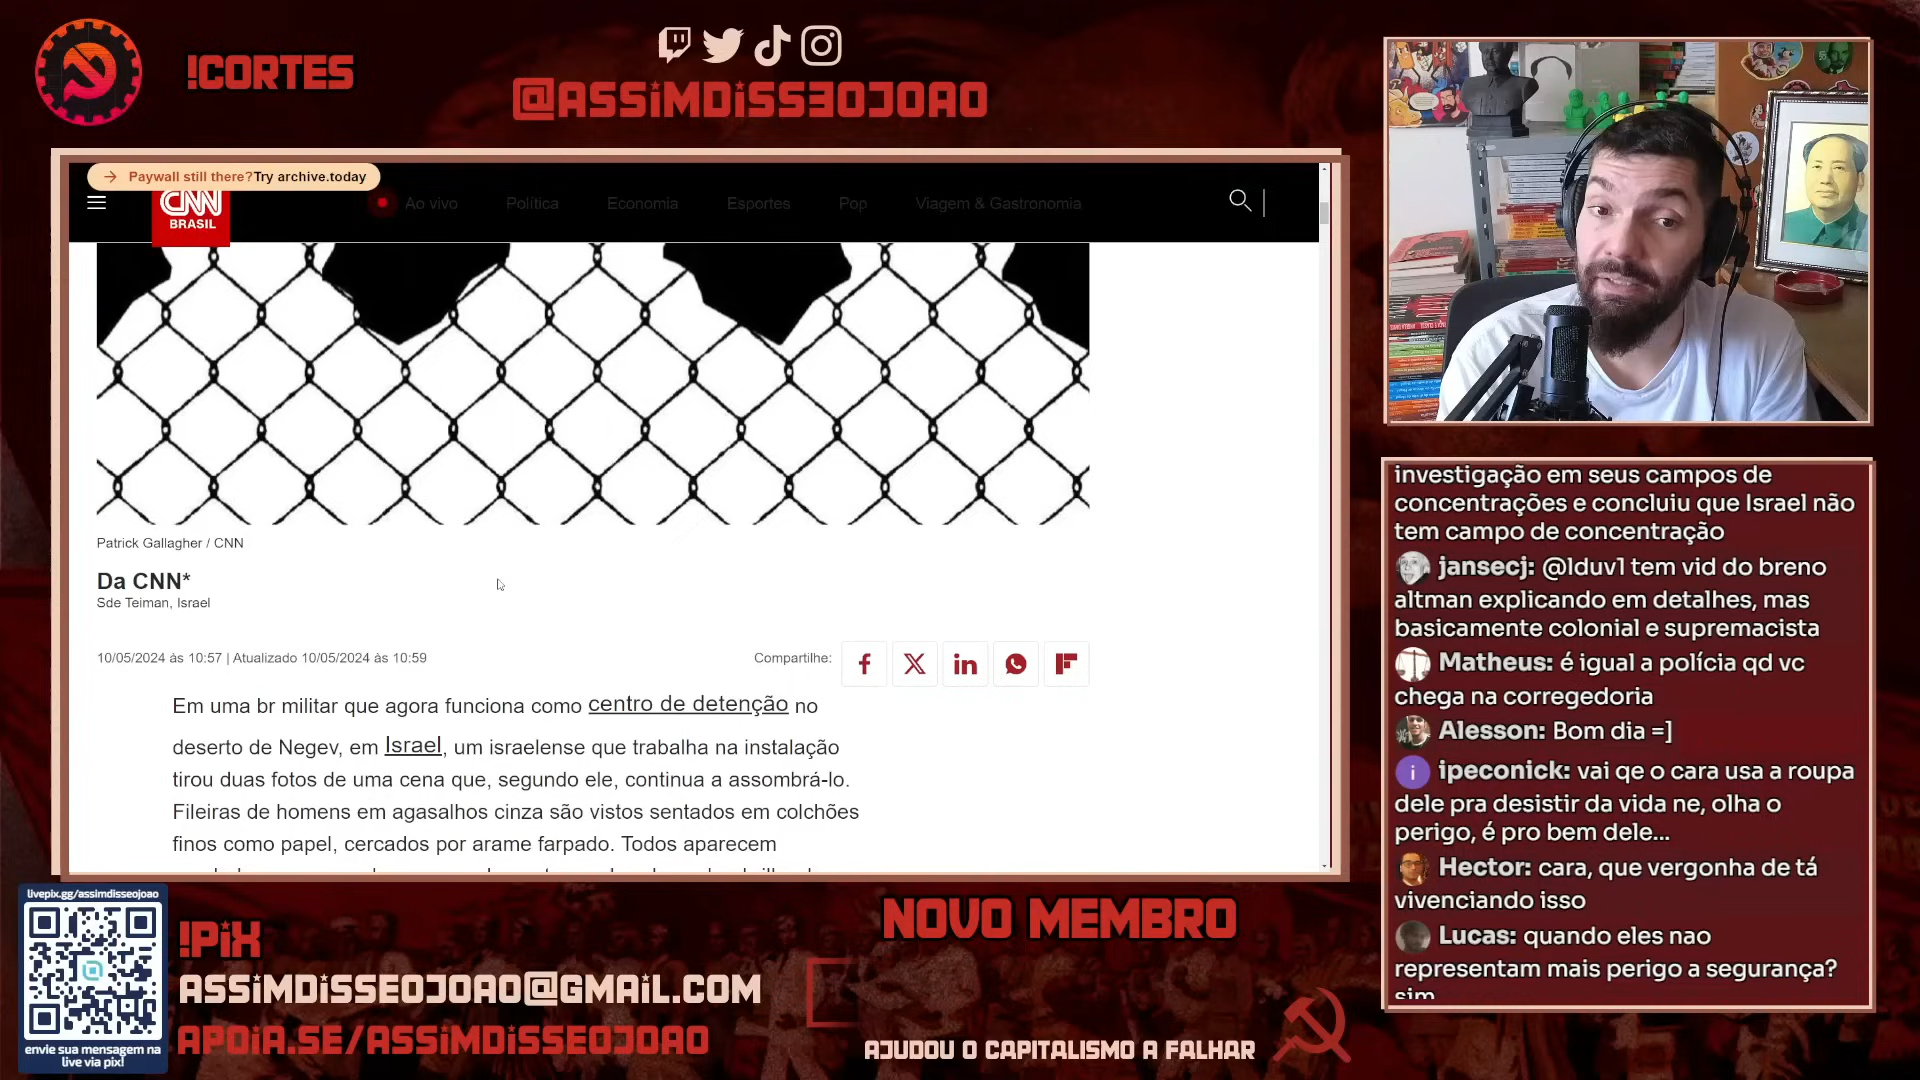 !CORTES
@ASSIMDISSEOJOAO
→ Paywall still there? Try archive.today
CNN
BRASIL
Ao vivo
Política
Economia
Esportes
Pop
Viagem & Gastronomia
Patrick Gallagher / CNN
Da CNN*
Sde Teiman, Israel
10/05/2024 às 10:57 | Atualizado 10/05/2024 às 10:59
Compartilhe:
Em uma br militar que agora funciona como centro de detenção no
deserto de Negev, em Israel, um israelense que trabalha na instalação
tirou duas fotos de uma cena que, segundo ele, continua a assombrá-lo.
Fileiras de homens em agasalhos cinza são vistos sentados em colchões
finos como papel, cercados por arame farpado. Todos aparecem
investigação em seus campos de
concentrações e concluiu que Israel não
tem campo de concentração
jansecj: @lduv1 tem vid do breno
altman explicando em detalhes, mas
basicamente colonial e supremacista
Matheus: é igual a polícia qd vc
chega na corregedoria
Alesson: Bom dia =]
i ipeconick: vai qe o cara usa a roupa
dele pra desistir da vida ne, olha o
perigo, é pro bem dele...
Hector: cara, que vergonha de tá
vivenciando isso
Lucas: quando eles nao
representam mais perigo a segurança?
sim
livepix.gg/assimdisseojoao
envie sua mensagem na
live via pix!
!PIX
ASSIMDISSEOJOAO@GMAIL.COM
APOIA.SE/ASSIMDISSEOJOAO
NOVO MEMBRO
AJUDOU O CAPITALISMO A FALHAR